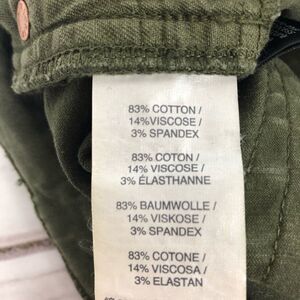 83% COTTON /
14%VISCOSE /
3% SPANDEX
83% COTON /
14%VISCOSE /
3% ÉLASTHANNE
83% BAUMWOLLE /
14% VISKOSE /
3% SPANDEX
83% COTONE /
14% VISCOSA /
3% ELASTAN